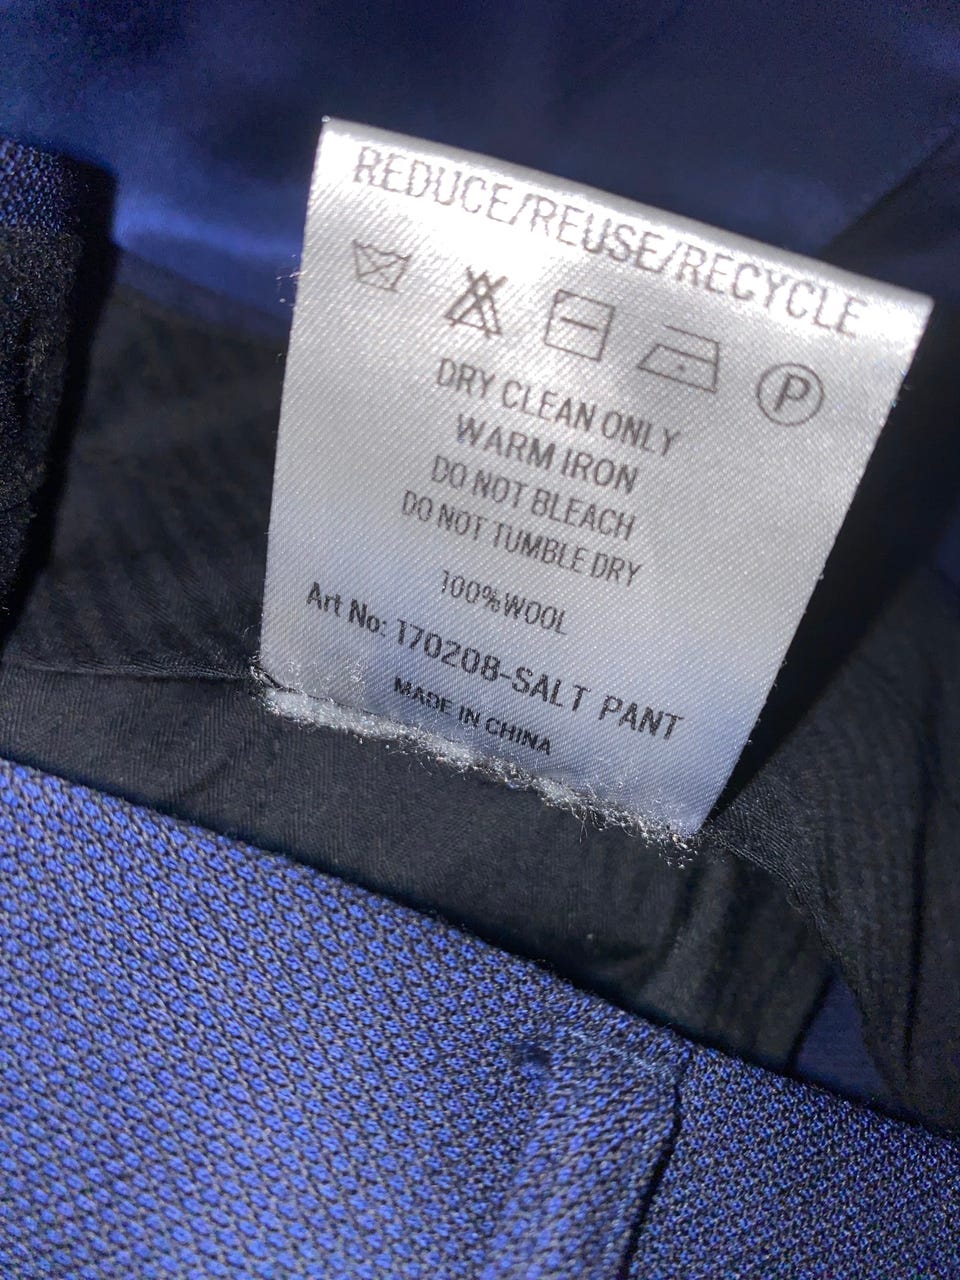 REDUCE/REUSE/RECYCLE
P
DRY CLEAN ONLY
WARM IRON
DO NOT BLEACH
DO NOT TUMBLE DRY
100%WOOL
Art No: 170208-SALT PANT
MADE IN CHINA